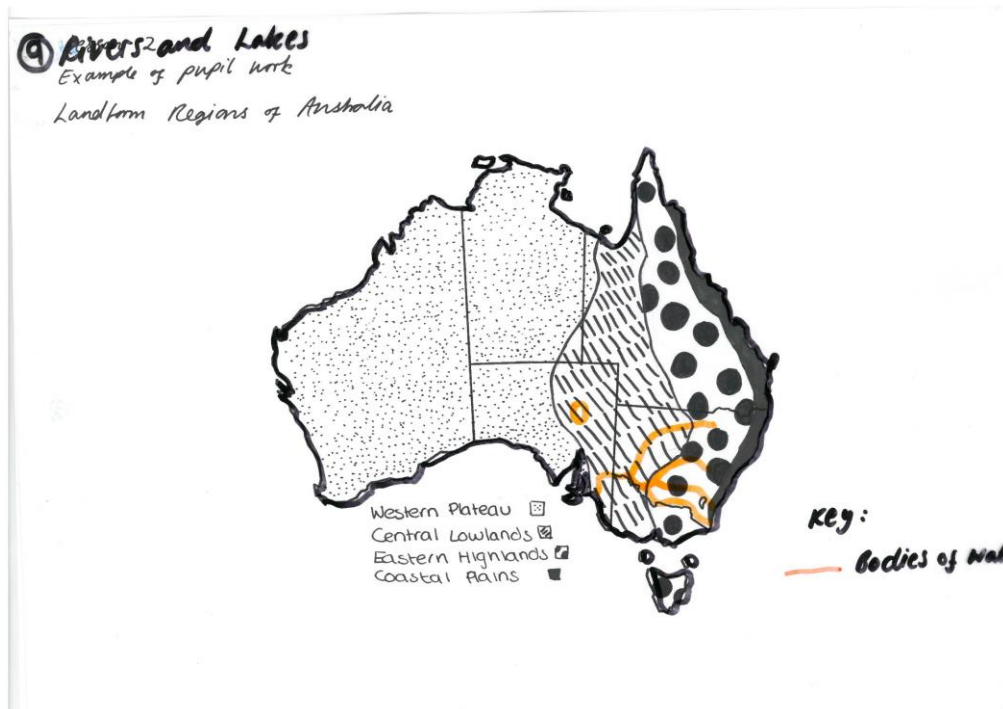 9 Rivers and Lakes
Example of pupil work
Landform Regions of Australia
Western Plateau
Central Lowlands
Eastern Highlands
Coastal Plains
Key:
Bodies of Wat